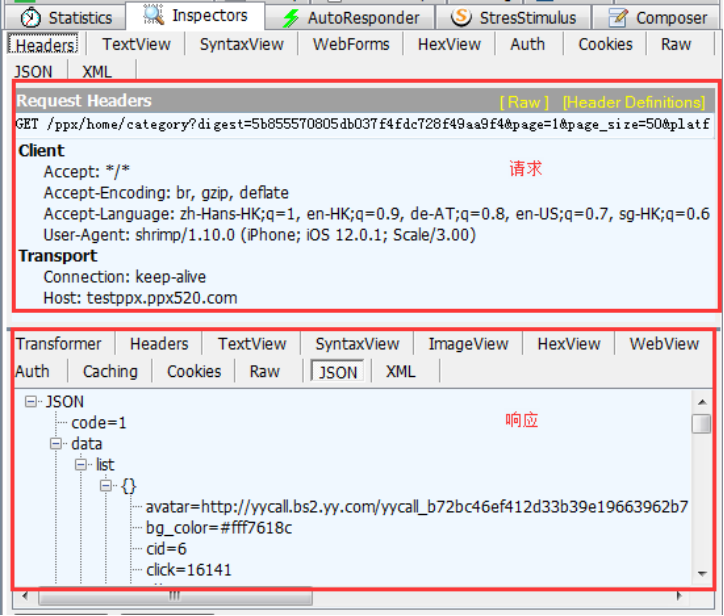 Statistics Inspectors AutoResponder StresStimulus Composer
Headers TextView SyntaxView WebForms HexView Auth Cookies Raw
JSON XML
Request Headers [ Raw ] [Header Definitions]
GET /ppx/home/category?digest=5b855570805db037f4fdc728f49aa9f4&page=1&page_size=50&platf
Client
Accept: */*
请求
Accept-Encoding: br, gzip, deflate
Accept-Language: zh-Hans-HK;q=1, en-HK;q=0.9, de-AT;q=0.8, en-US;q=0.7, sg-HK;q=0.6
User-Agent: shrimp/1.10.0 (iPhone; iOS 12.0.1; Scale/3.00)
Transport
Connection: keep-alive
Host: testppx.ppx520.com
Transformer Headers TextView SyntaxView ImageView HexView WebView
Auth Caching Cookies Raw JSON XML
JSON
code=1
响应
data
list
{}
avatar=http://yycall.bs2.yy.com/yycall_b72bc46ef412d33b39e19663962b7
bg_color=#fff7618c
cid=6
click=16141